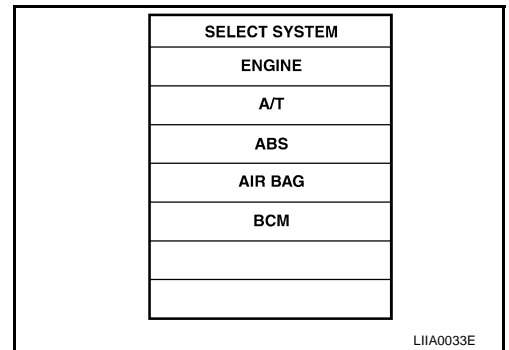 SELECT SYSTEM
ENGINE
A/T
ABS
AIR BAG
BCM
LIIA0033E